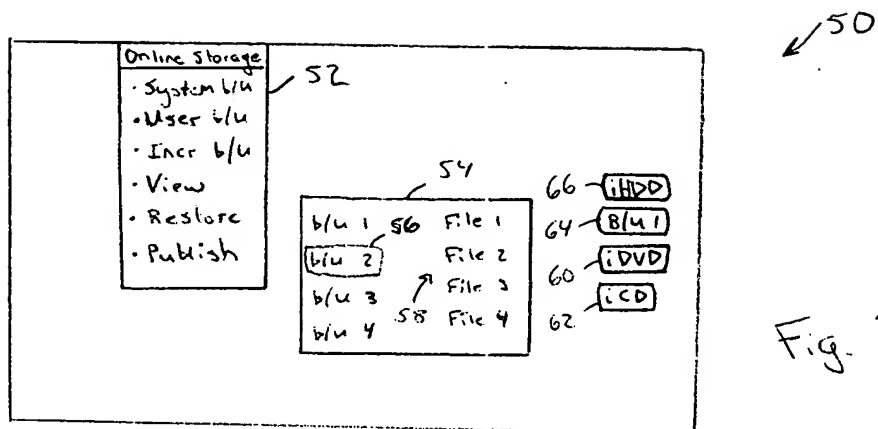 50
Online Storage
52
• System b/u
• User b/u
• Incr b/u
• View
• Restore
• Publish
54
b/u 1 56 File 1
b/u 2 File 2
b/u 3 58 File 3
b/u 4 File 4
66 iHDD
64 B/U 1
60 iDVD
62 iCD
Fig.